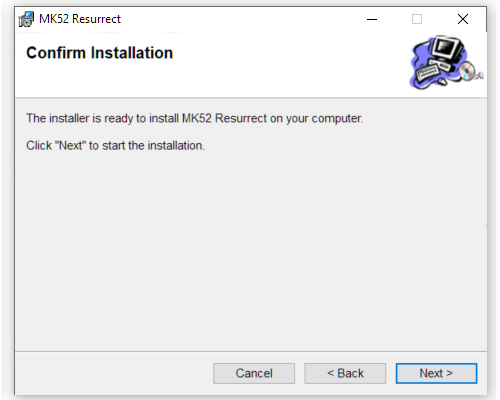 MK52 Resurrect
Confirm Installation
The installer is ready to install MK52 Resurrect on your computer.
Click "Next" to start the installation.
Cancel
< Back
Next >